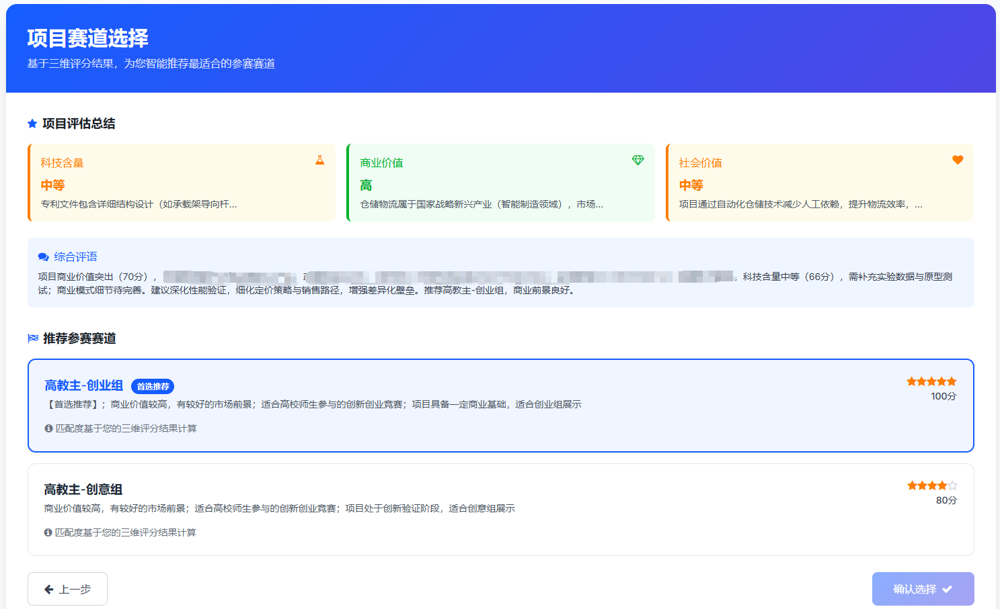 项目赛道选择
基于三维评分结果，为您智能推荐最适合的参赛赛道
项目评估总结
科技含量
中等
专利文件包含详细结构设计（如承载架导向杆...
商业价值
高
仓储物流属于国家战略新兴产业（智能制造领域），市场...
社会价值
中等
项目通过自动化仓储技术减少人工依赖，提升物流效率，...
综合评语
项目商业价值突出（70分），科技含量中等（66分），需补充实验数据与原型测
试；商业模式细节待完善。建议深化性能验证，细化定价策略与销售路径，增强差异化壁垒。推荐高教主-创业组，商业前景良好。
推荐参赛赛道
高教主-创业组 首选推荐
100分
【首选推荐】；商业价值较高，有较好的市场前景；适合高校师生参与的创新创业竞赛；项目具备一定商业基础，适合创业组展示
匹配度基于您的三维评分结果计算
高教主-创意组
80分
商业价值较高，有较好的市场前景；适合高校师生参与的创新创业竞赛；项目处于创新验证阶段，适合创意组展示
匹配度基于您的三维评分结果计算
上一步
确认选择